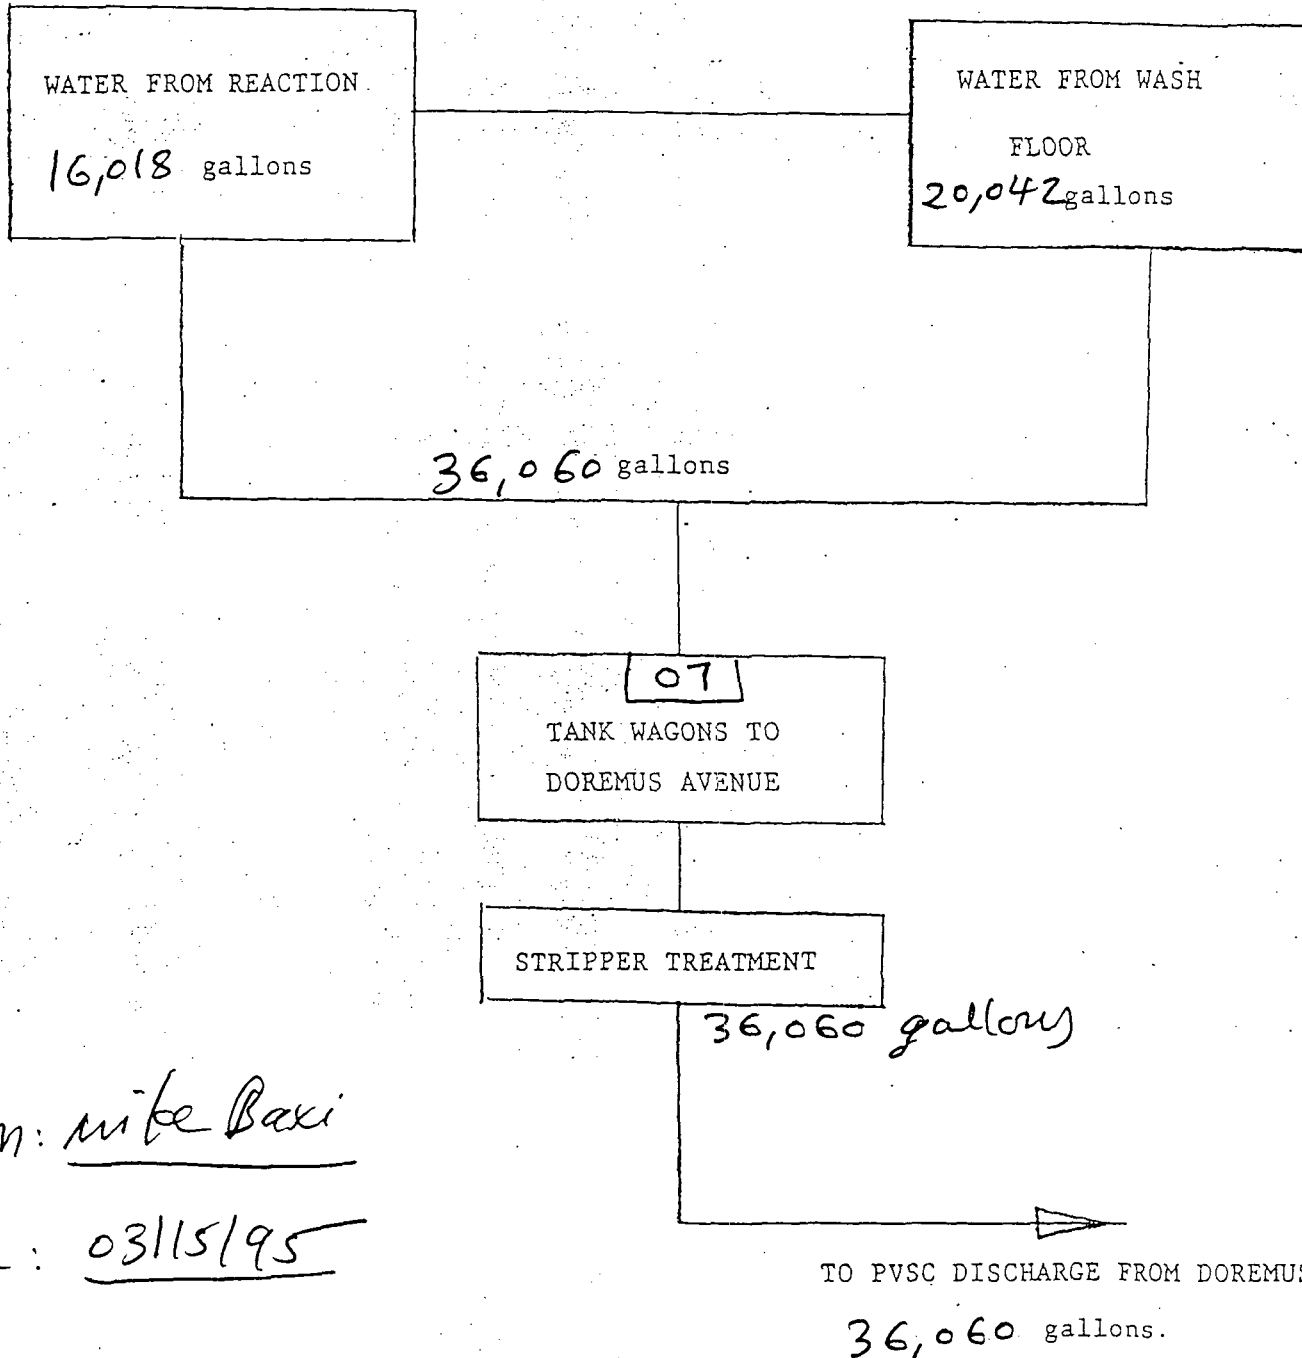 WATER FROM REACTION
16,018 gallons
WATER FROM WASH
FLOOR
20,042 gallons
36,060 gallons
07
TANK WAGONS TO
DOREMUS AVENUE
STRIPPER TREATMENT
36,060 gallons
: Mike Baxi
: 03/15/95
TO PVSC DISCHARGE FROM DOREMUS
36,060 gallons.